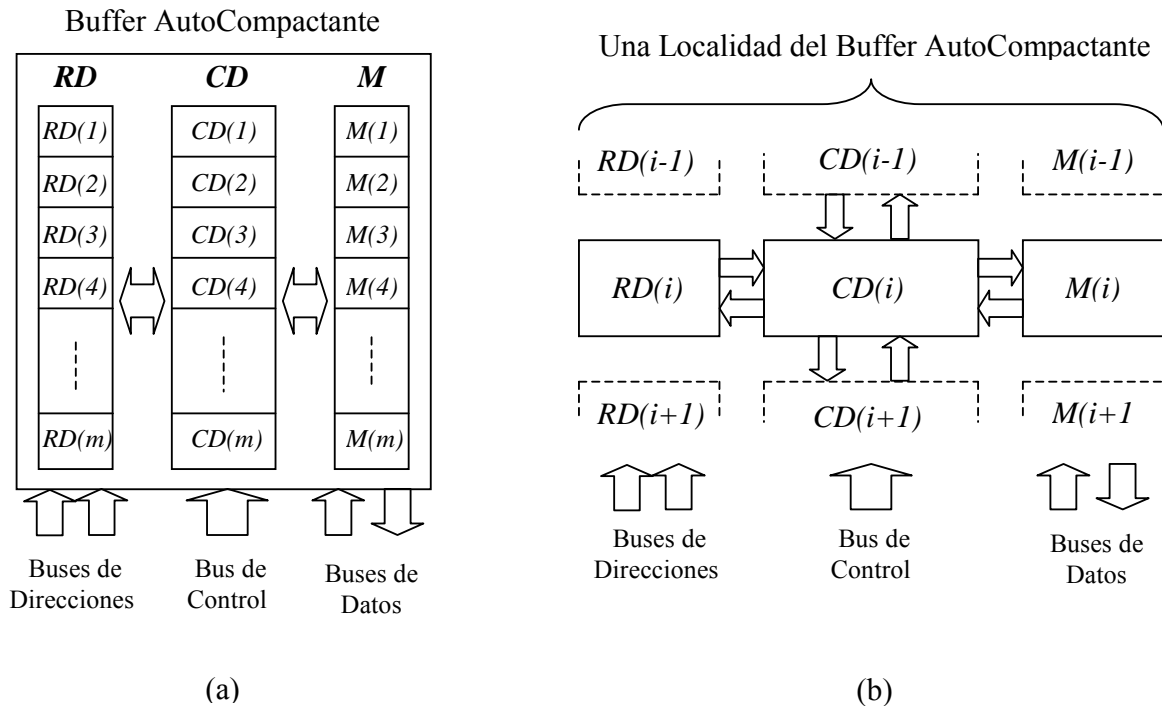 Buffer AutoCompactante
RD CD M
RD(1) CD(1) M(1)
RD(2) CD(2) M(2)
RD(3) CD(3) M(3)
RD(4) CD(4) M(4)
RD(m) CD(m) M(m)
Buses de
Direcciones
Bus de
Control
Buses de
Datos
(a)
Una Localidad del Buffer AutoCompactante
RD(i-1) CD(i-1) M(i-1)
RD(i) CD(i) M(i)
RD(i+1) CD(i+1) M(i+1
Buses de
Direcciones
Bus de
Control
Buses de
Datos
(b)